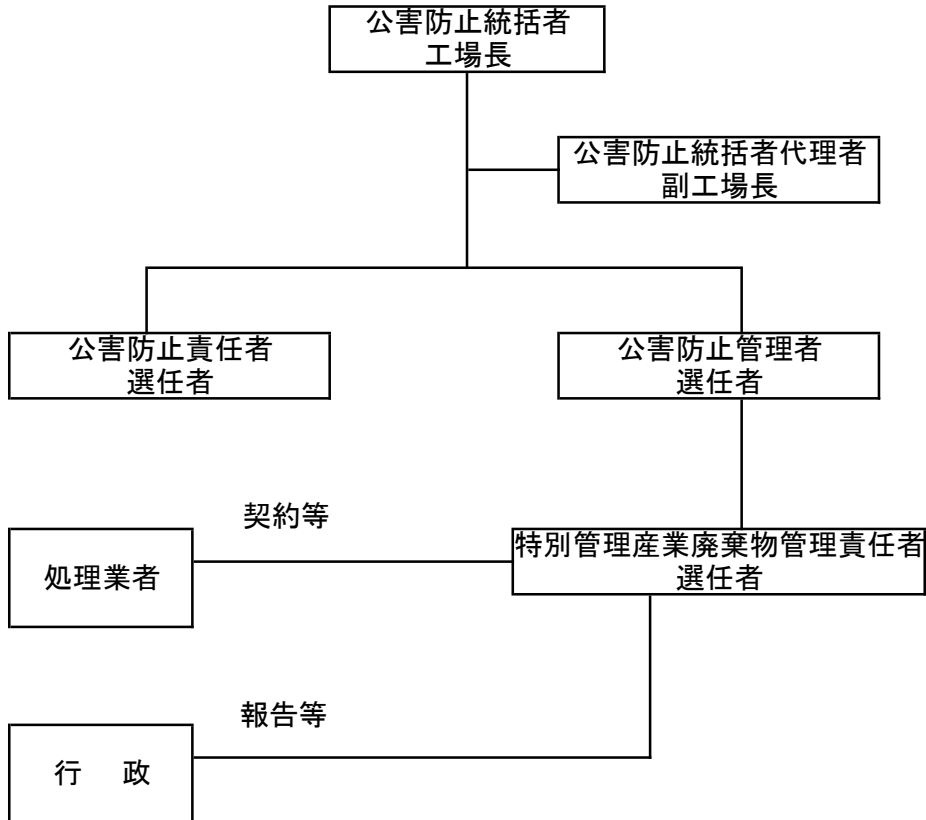 公害防止統括者
工場長
公害防止統括者代理者
副工場長
公害防止責任者
選任者
公害防止管理者
選任者
契約等
処理業者
特別管理産業廃棄物管理責任者
選任者
報告等
行 政